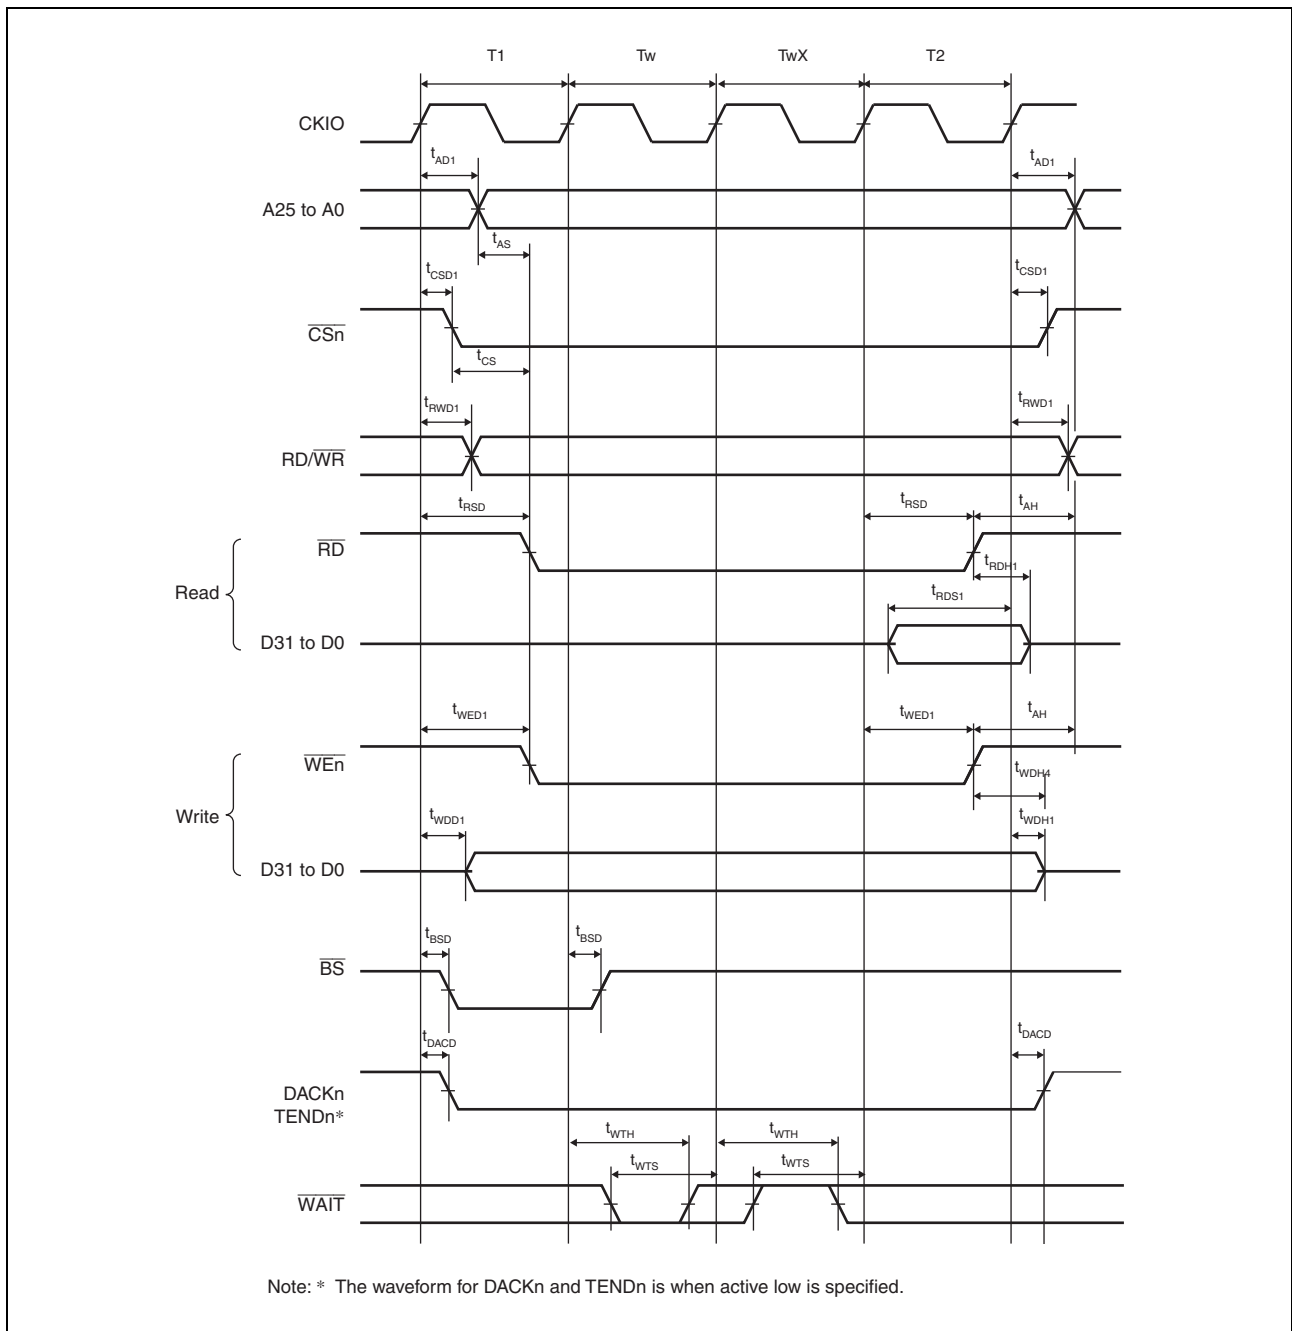 T1 Tw TwX T2
CKIO
tAD1 tAD1
A25 to A0
tAS
tCSD1 tCSD1
CSn
tCS
tRWD1 tRWD1
RD/WR
tRSD tRSD tAH
RD
tRDH1
Read
tRDS1
D31 to D0
tWED1 tWED1 tAH
WEn
tWDH4
Write
tWDD1 tWDH1
D31 to D0
tBSD tBSD
BS
tDACD tDACD
DACKn
TENDn*
tWTH tWTH
tWTS tWTS
WAIT
Note: * The waveform for DACKn and TENDn is when active low is specified.